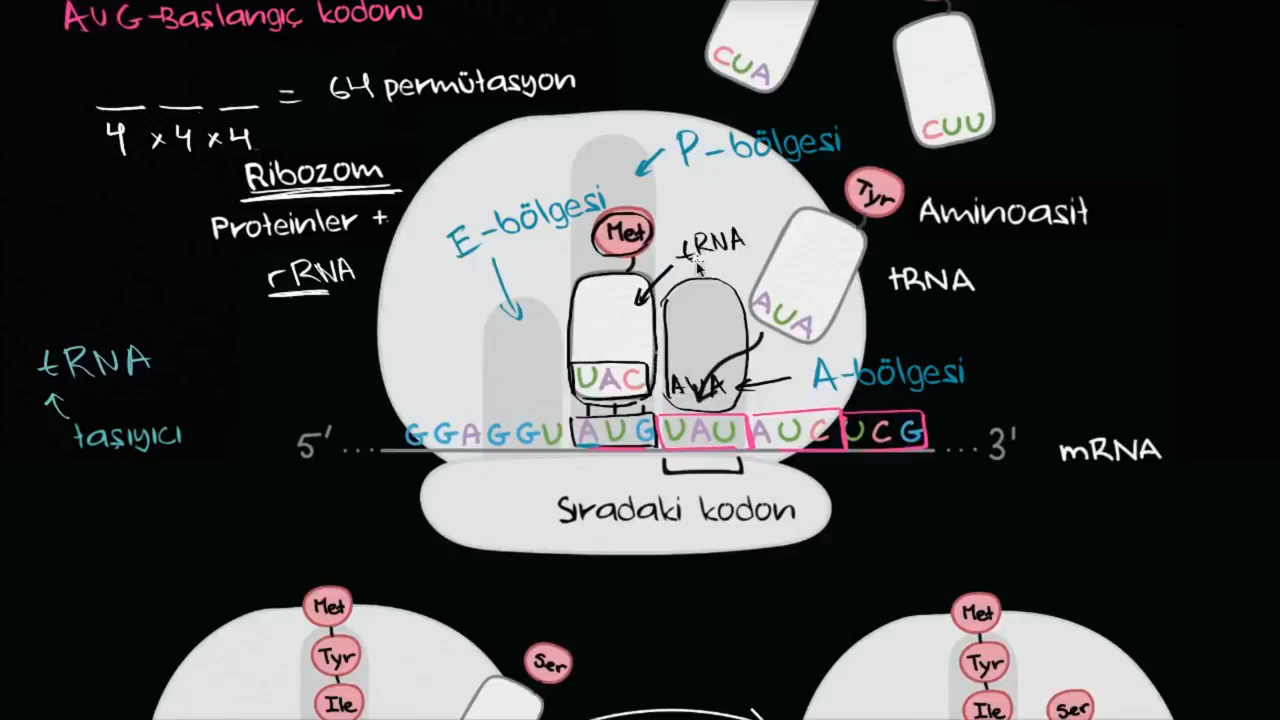 AUG-Başlangıç kodonu
CUA
CUU
4 x 4 x 4 = 64 permütasyon
Ribozom
Proteinler +
rRNA
P-bölgesi
E-bölgesi
Met
tRNA
Tyr
Aminoasit
tRNA
AUA
UAC
AUA
A-bölgesi
tRNA
taşıyıcı
5' ... GGAGGU AUG UAU AUC UCG ... 3'
mRNA
Sıradaki kodon
Met
Tyr
Ile
Ser
Met
Tyr
Ile
Ser